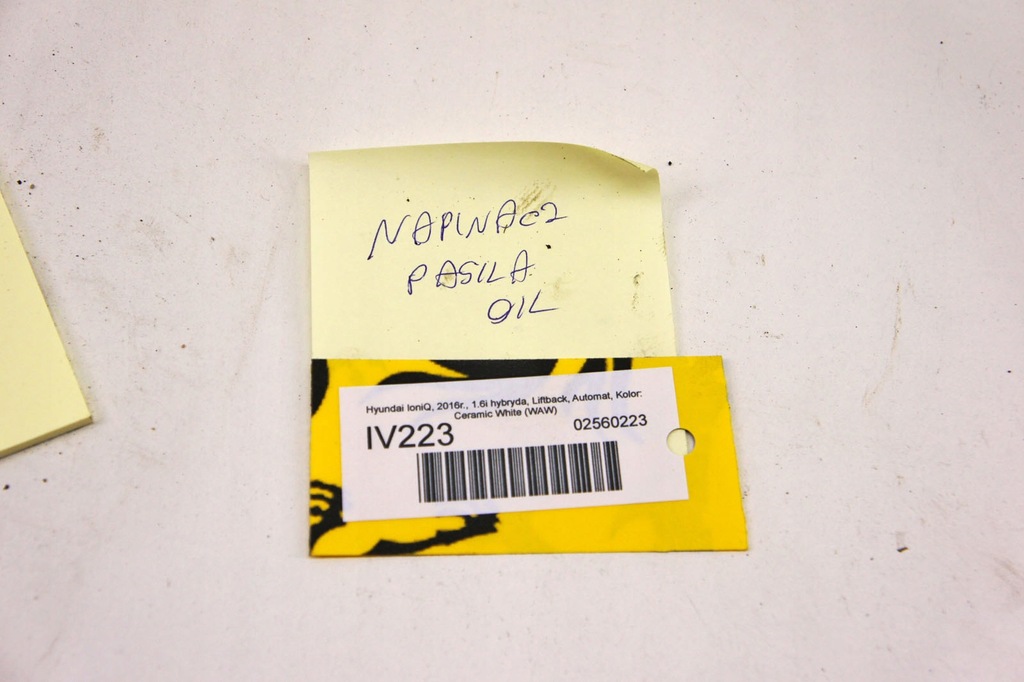 NAPINACZ
PASILA
OIL
Hyundai IoniQ, 2016r., 1.6i hybryda, Liftback, Automat, Kolor:
Ceramic White (WAW)
IV223 02560223